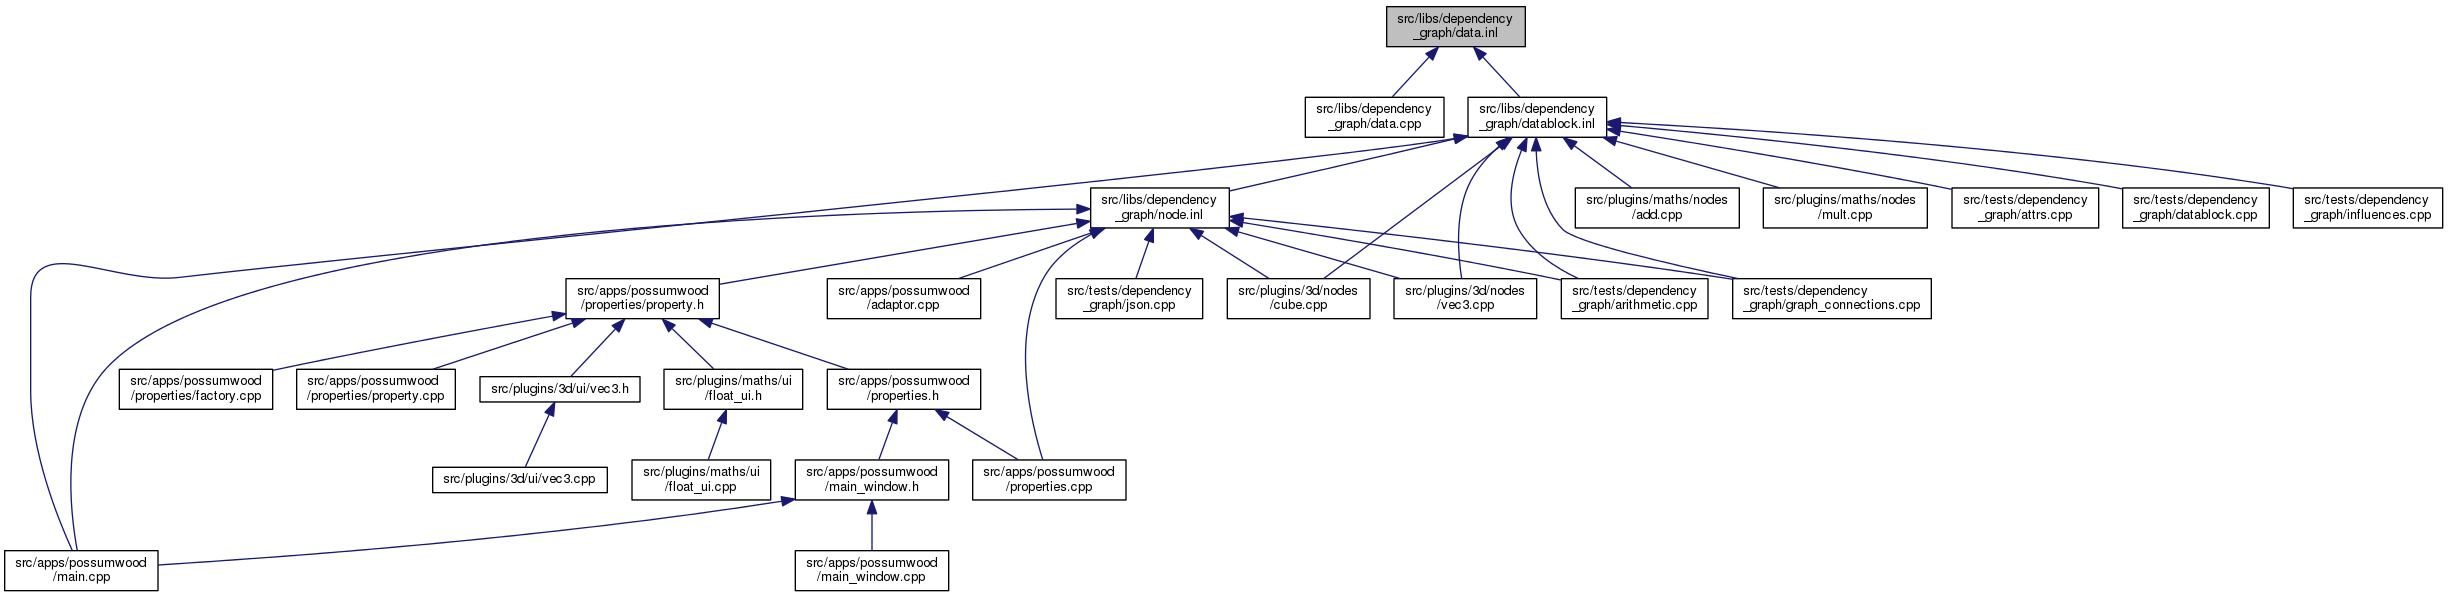 src/libs/dependency
_graph/data.inl
src/libs/dependency
_graph/data.cpp
src/libs/dependency
_graph/datablock.inl
src/libs/dependency
_graph/node.inl
src/plugins/maths/nodes
/add.cpp
src/plugins/maths/nodes
/mult.cpp
src/tests/dependency
_graph/attrs.cpp
src/tests/dependency
_graph/datablock.cpp
src/tests/dependency
_graph/influences.cpp
src/apps/possumwood
/properties/property.h
src/apps/possumwood
/adaptor.cpp
src/tests/dependency
_graph/json.cpp
src/plugins/3d/nodes
/cube.cpp
src/plugins/3d/nodes
/vec3.cpp
src/tests/dependency
_graph/arithmetic.cpp
src/tests/dependency
_graph/graph_connections.cpp
src/apps/possumwood
/properties/factory.cpp
src/apps/possumwood
/properties/property.cpp
src/plugins/3d/ui/vec3.h
src/plugins/maths/ui
/float_ui.h
src/apps/possumwood
/properties.h
src/plugins/3d/ui/vec3.cpp
src/plugins/maths/ui
/float_ui.cpp
src/apps/possumwood
/main_window.h
src/apps/possumwood
/properties.cpp
src/apps/possumwood
/main.cpp
src/apps/possumwood
/main_window.cpp